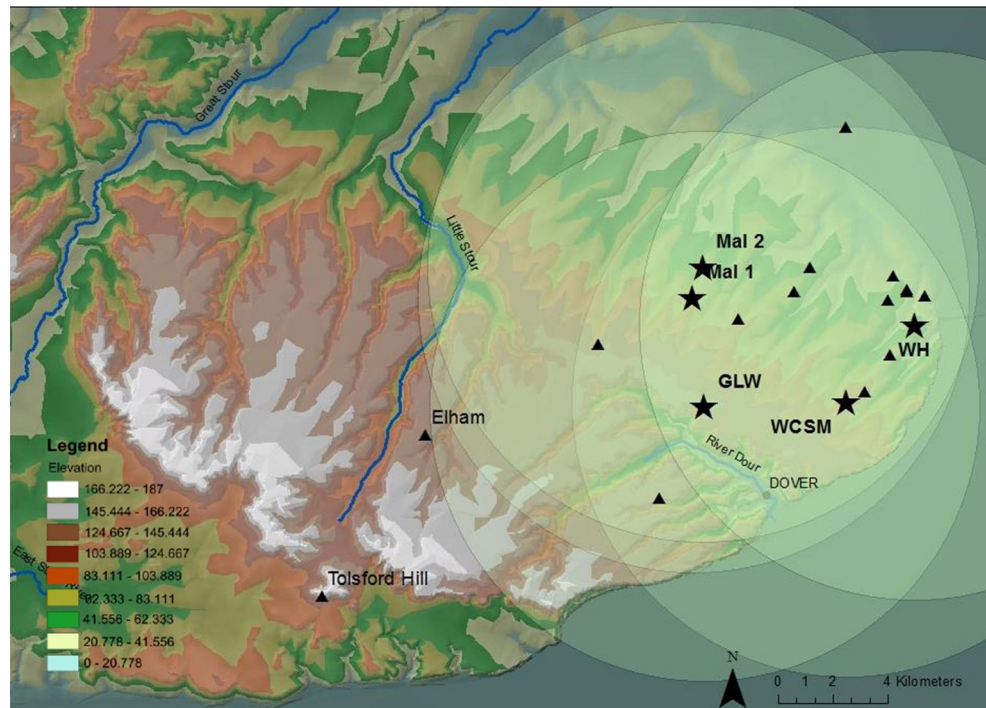 Great Stour
Little Stour
Mal 2
Mal 1
WH
GLW
WCSM
Elham
River Dour
DOVER
Tolsford Hill
East
Legend
Elevation
166.222 - 187
145.444 - 166.222
124.667 - 145.444
103.889 - 124.667
83.111 - 103.889
62.333 - 83.111
41.556 - 62.333
20.778 - 41.556
0 - 20.778
N
0 1 2 4 Kilometers